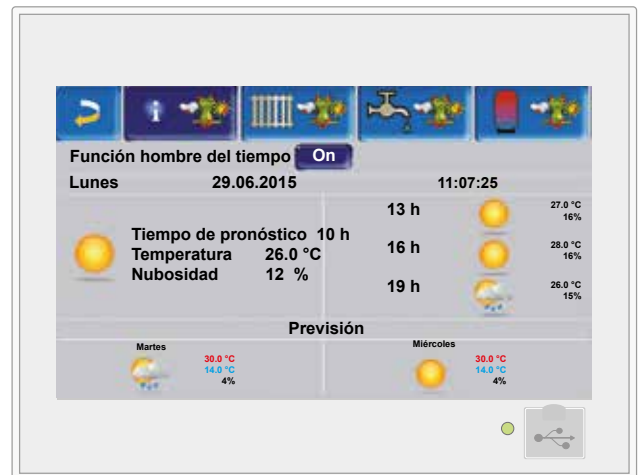 Función hombre del tiempo On
Lunes 29.06.2015 11:07:25
Tiempo de pronóstico 10 h
Temperatura 26.0 °C
Nubosidad 12 %
13 h 27.0 °C
16%
16 h 28.0 °C
16%
19 h 26.0 °C
15%
Previsión
Martes
30.0 °C
14.0 °C
4%
Miércoles
30.0 °C
14.0 °C
4%